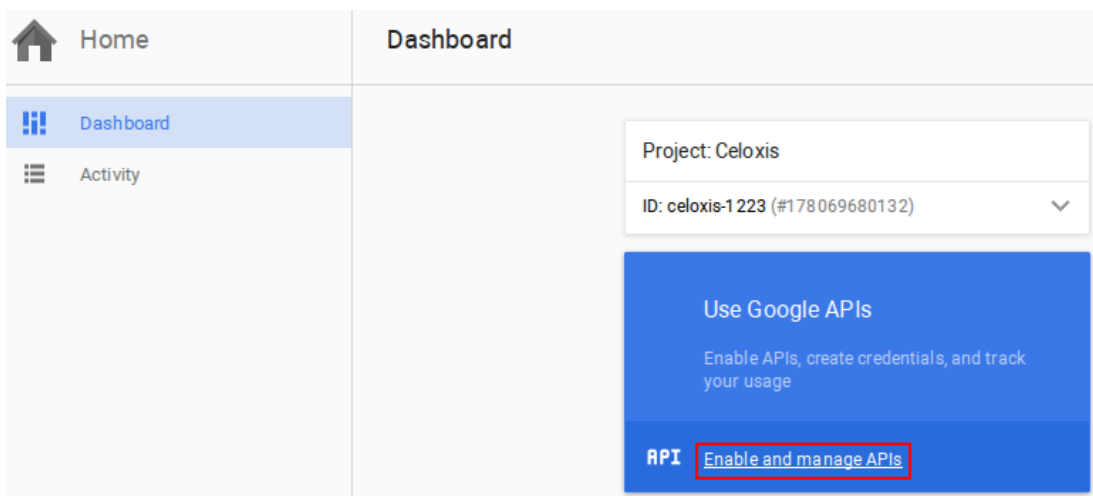 Home
Dashboard
Dashboard
Activity
Project: Celoxis
ID: celoxis-1223 (#178069680132)
Use Google APIs
Enable APIs, create credentials, and track
your usage
API Enable and manage APIs